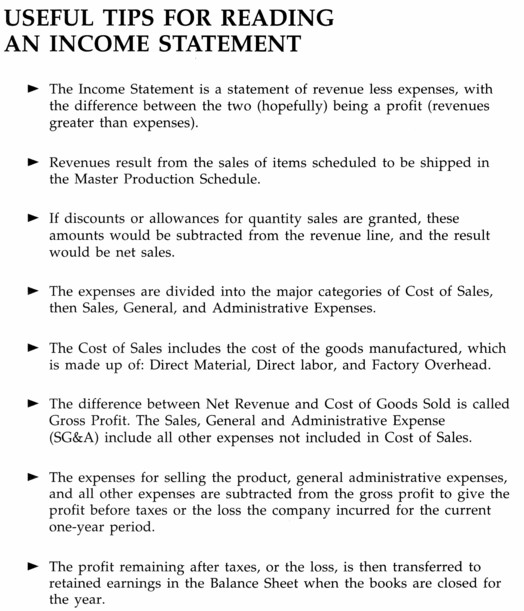 USEFUL TIPS FOR READING
AN INCOME STATEMENT
► The Income Statement is a statement of revenue less expenses, with
the difference between the two (hopefully) being a profit (revenues
greater than expenses).
► Revenues result from the sales of items scheduled to be shipped in
the Master Production Schedule.
► If discounts or allowances for quantity sales are granted, these
amounts would be subtracted from the revenue line, and the result
would be net sales.
► The expenses are divided into the major categories of Cost of Sales,
then Sales, General, and Administrative Expenses.
► The Cost of Sales includes the cost of the goods manufactured, which
is made up of: Direct Material, Direct labor, and Factory Overhead.
► The difference between Net Revenue and Cost of Goods Sold is called
Gross Profit. The Sales, General and Administrative Expense
(SG&A) include all other expenses not included in Cost of Sales.
► The expenses for selling the product, general administrative expenses,
and all other expenses are subtracted from the gross profit to give the
profit before taxes or the loss the company incurred for the current
one-year period.
► The profit remaining after taxes, or the loss, is then transferred to
retained earnings in the Balance Sheet when the books are closed for
the year.